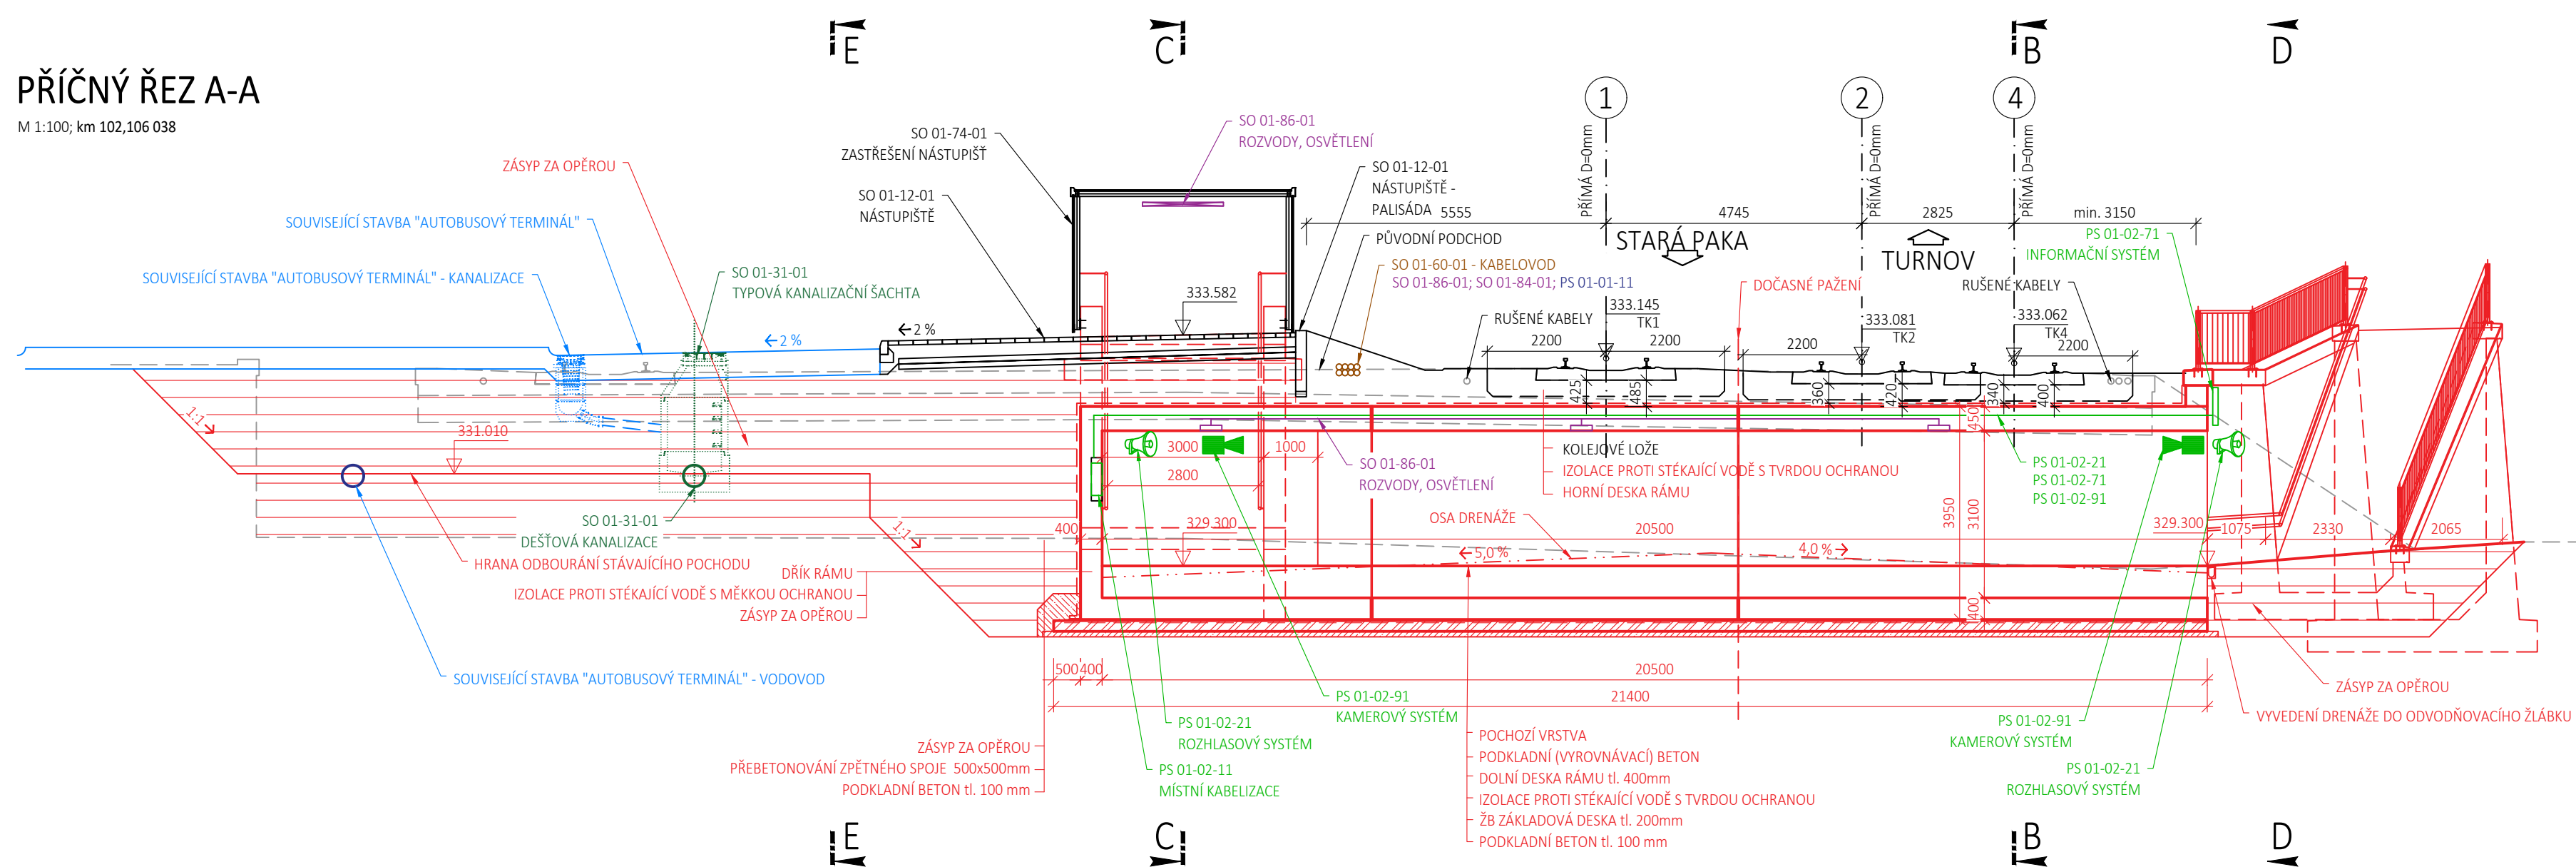 E
C
B
D
PŘÍČNÝ ŘEZ A-A
M 1:100; km 102,106 038
1
2
4
PŘÍMÁ D=0mm
PŘÍMÁ D=0mm
PŘÍMÁ D=0mm
SO 01-86-01
ROZVODY, OSVĚTLENÍ
SO 01-74-01
ZASTŘEŠENÍ NÁSTUPIŠŤ
ZÁSYP ZA OPĚROU
SO 01-12-01
NÁSTUPIŠTĚ -
PALISÁDA
SO 01-12-01
NÁSTUPIŠTĚ
5555
4745
2825
min. 3150
SOUVISEJÍCÍ STAVBA "AUTOBUSOVÝ TERMINÁL"
PŮVODNÍ PODCHOD
STARÁ PAKA
TURNOV
PS 01-02-71
INFORMAČNÍ SYSTÉM
SOUVISEJÍCÍ STAVBA "AUTOBUSOVÝ TERMINÁL" - KANALIZACE
SO 01-31-01
TYPOVÁ KANALIZAČNÍ ŠACHTA
SO 01-60-01 - KABELOVOD
SO 01-86-01; SO 01-84-01; PS 01-01-11
DOČASNÉ PAŽENÍ
RUŠENÉ KABELY
333.582
333.145
TK1
333.081
TK2
333.062
TK4
RUŠENÉ KABELY
2 %
2 %
2200
2200
2200
2200
425
485
360
420
340
400
450
1:1
331.010
3000
1000
2800
KOLEJOVÉ LOŽE
IZOLACE PROTI STÉKAJÍCÍ VODĚ S TVRDOU OCHRANOU
HORNÍ DESKA RÁMU
SO 01-86-01
ROZVODY, OSVĚTLENÍ
PS 01-02-21
PS 01-02-71
PS 01-02-91
OSA DRENÁŽE
3950
3100
SO 01-31-01
DEŠŤOVÁ KANALIZACE
1:1
400
329.300
20500
329.300
1075
2330
2065
5,0 %
4,0 %
HRANA ODBOURÁNÍ STÁVAJÍCÍHO POCHODU
DŘÍK RÁMU
IZOLACE PROTI STÉKAJÍCÍ VODĚ S MĚKKOU OCHRANOU
ZÁSYP ZA OPĚROU
400
SOUVISEJÍCÍ STAVBA "AUTOBUSOVÝ TERMINÁL" - VODOVOD
500
400
20500
21400
ZÁSYP ZA OPĚROU
VYVEDENÍ DRENÁŽE DO ODVODŇOVACÍHO ŽLÁBKU
PS 01-02-91
KAMEROVÝ SYSTÉM
PS 01-02-21
ROZHLASOVÝ SYSTÉM
PS 01-02-91
KAMEROVÝ SYSTÉM
ZÁSYP ZA OPĚROU
PŘEBETONOVÁNÍ ZPĚTNÉHO SPOJE 500x500mm
PODKLADNÍ BETON tl. 100 mm
PS 01-02-11
MÍSTNÍ KABELIZACE
PS 01-02-21
ROZHLASOVÝ SYSTÉM
POCHOZÍ VRSTVA
PODKLADNÍ (VYROVNÁVACÍ) BETON
DOLNÍ DESKA RÁMU tl. 400mm
IZOLACE PROTI STÉKAJÍCÍ VODĚ S TVRDOU OCHRANOU
ŽB ZÁKLADOVÁ DESKA tl. 200mm
PODKLADNÍ BETON tl. 100 mm
E
C
B
D